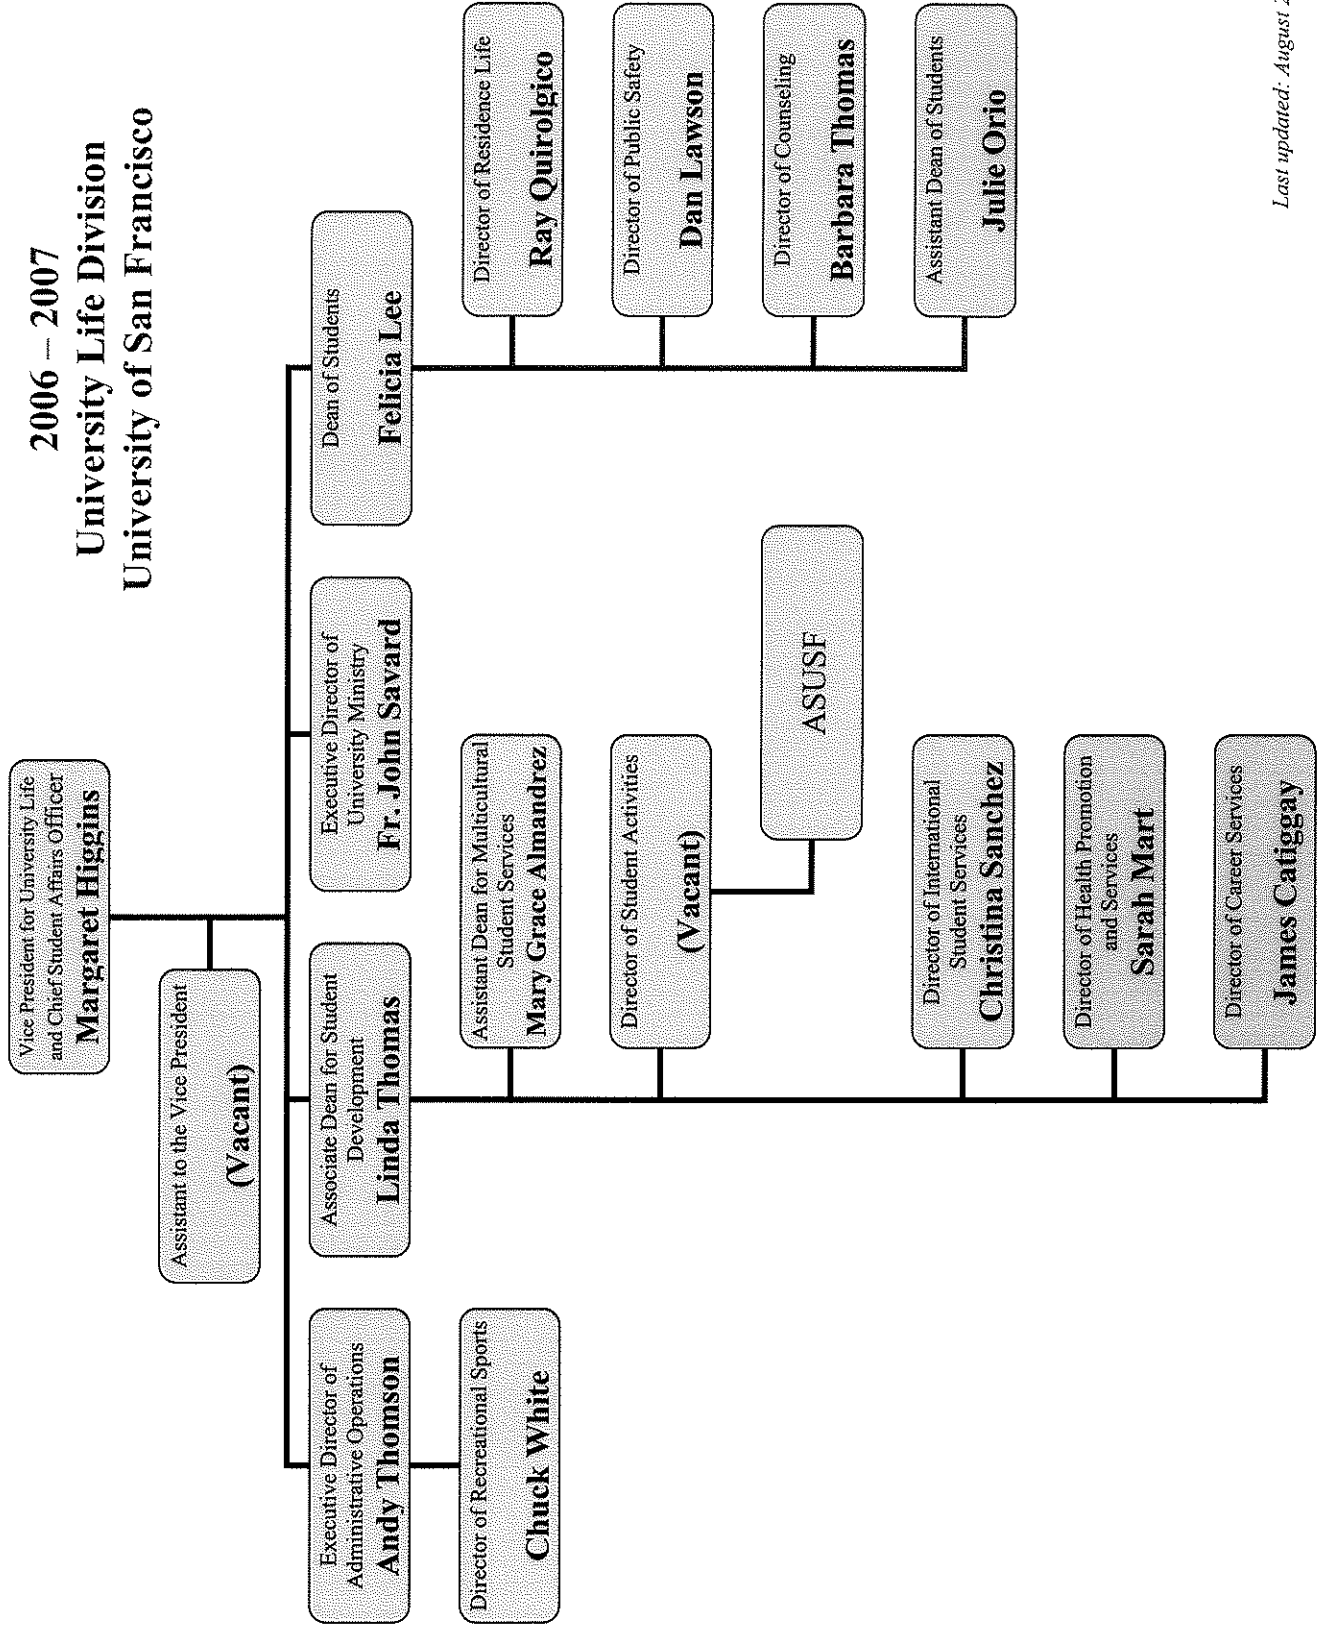 2006 – 2007
University Life Division
University of San Francisco
Vice President for University Life
and Chief Student Affairs Officer
Margaret Higgins
Assistant to the Vice President
(Vacant)
Executive Director of
Administrative Operations
Andy Thomson
Director of Recreational Sports
Chuck White
Associate Dean for Student
Development
Linda Thomas
Assistant Dean for Multicultural
Student Services
Mary Grace Almandrez
Director of Student Activities
(Vacant)
ASUSF
Director of International
Student Services
Christina Sanchez
Director of Health Promotion
and Services
Sarah Mart
Director of Career Services
James Catiggay
Executive Director of
University Ministry
Fr. John Savard
Dean of Students
Felicia Lee
Director of Residence Life
Ray Quirolgico
Director of Public Safety
Dan Lawson
Director of Counseling
Barbara Thomas
Assistant Dean of Students
Julie Orio
Last updated: August